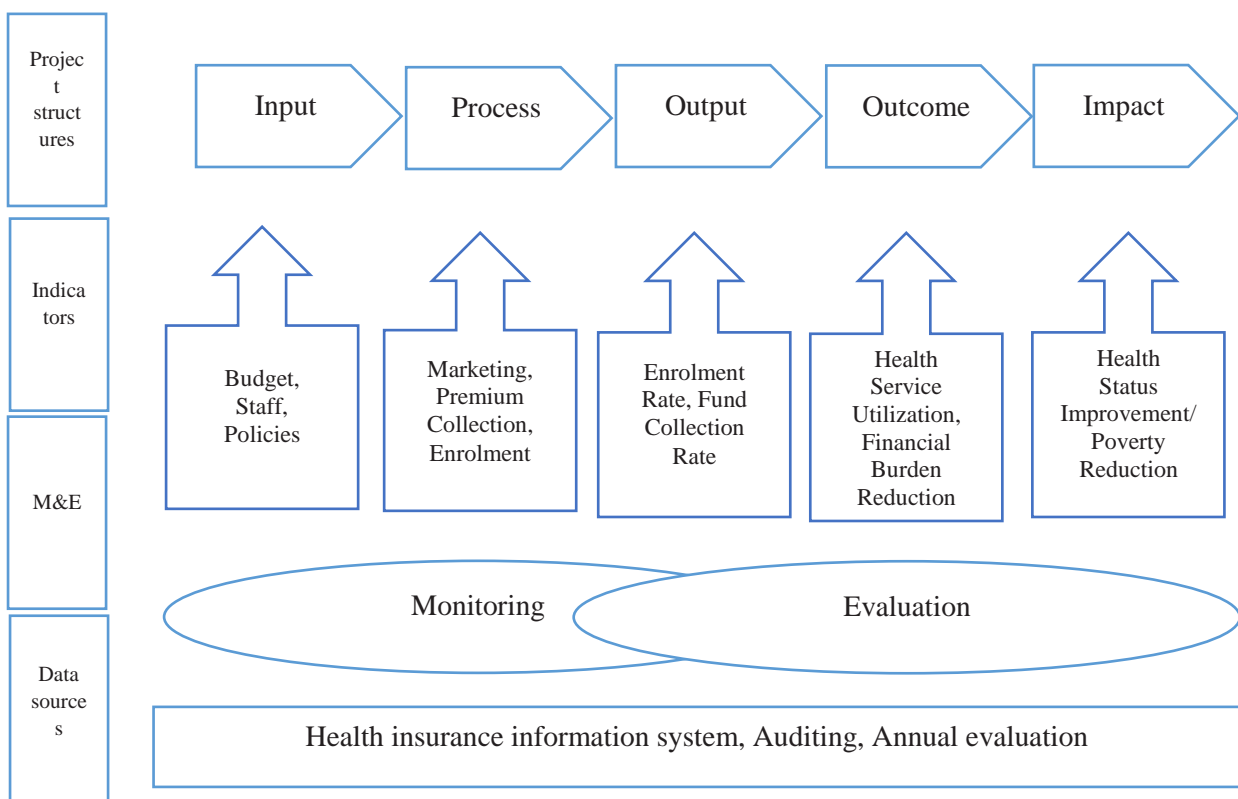 Projec
t
struct
ures
Input
Process
Output
Outcome
Impact
Indica
tors
Budget,
Staff,
Policies
Marketing,
Premium
Collection,
Enrolment
Enrolment
Rate, Fund
Collection
Rate
Health
Service
Utilization,
Financial
Burden
Reduction
Health
Status
Improvement/
Poverty
Reduction
M&E
Monitoring
Evaluation
Data
source
s
Health insurance information system, Auditing, Annual evaluation